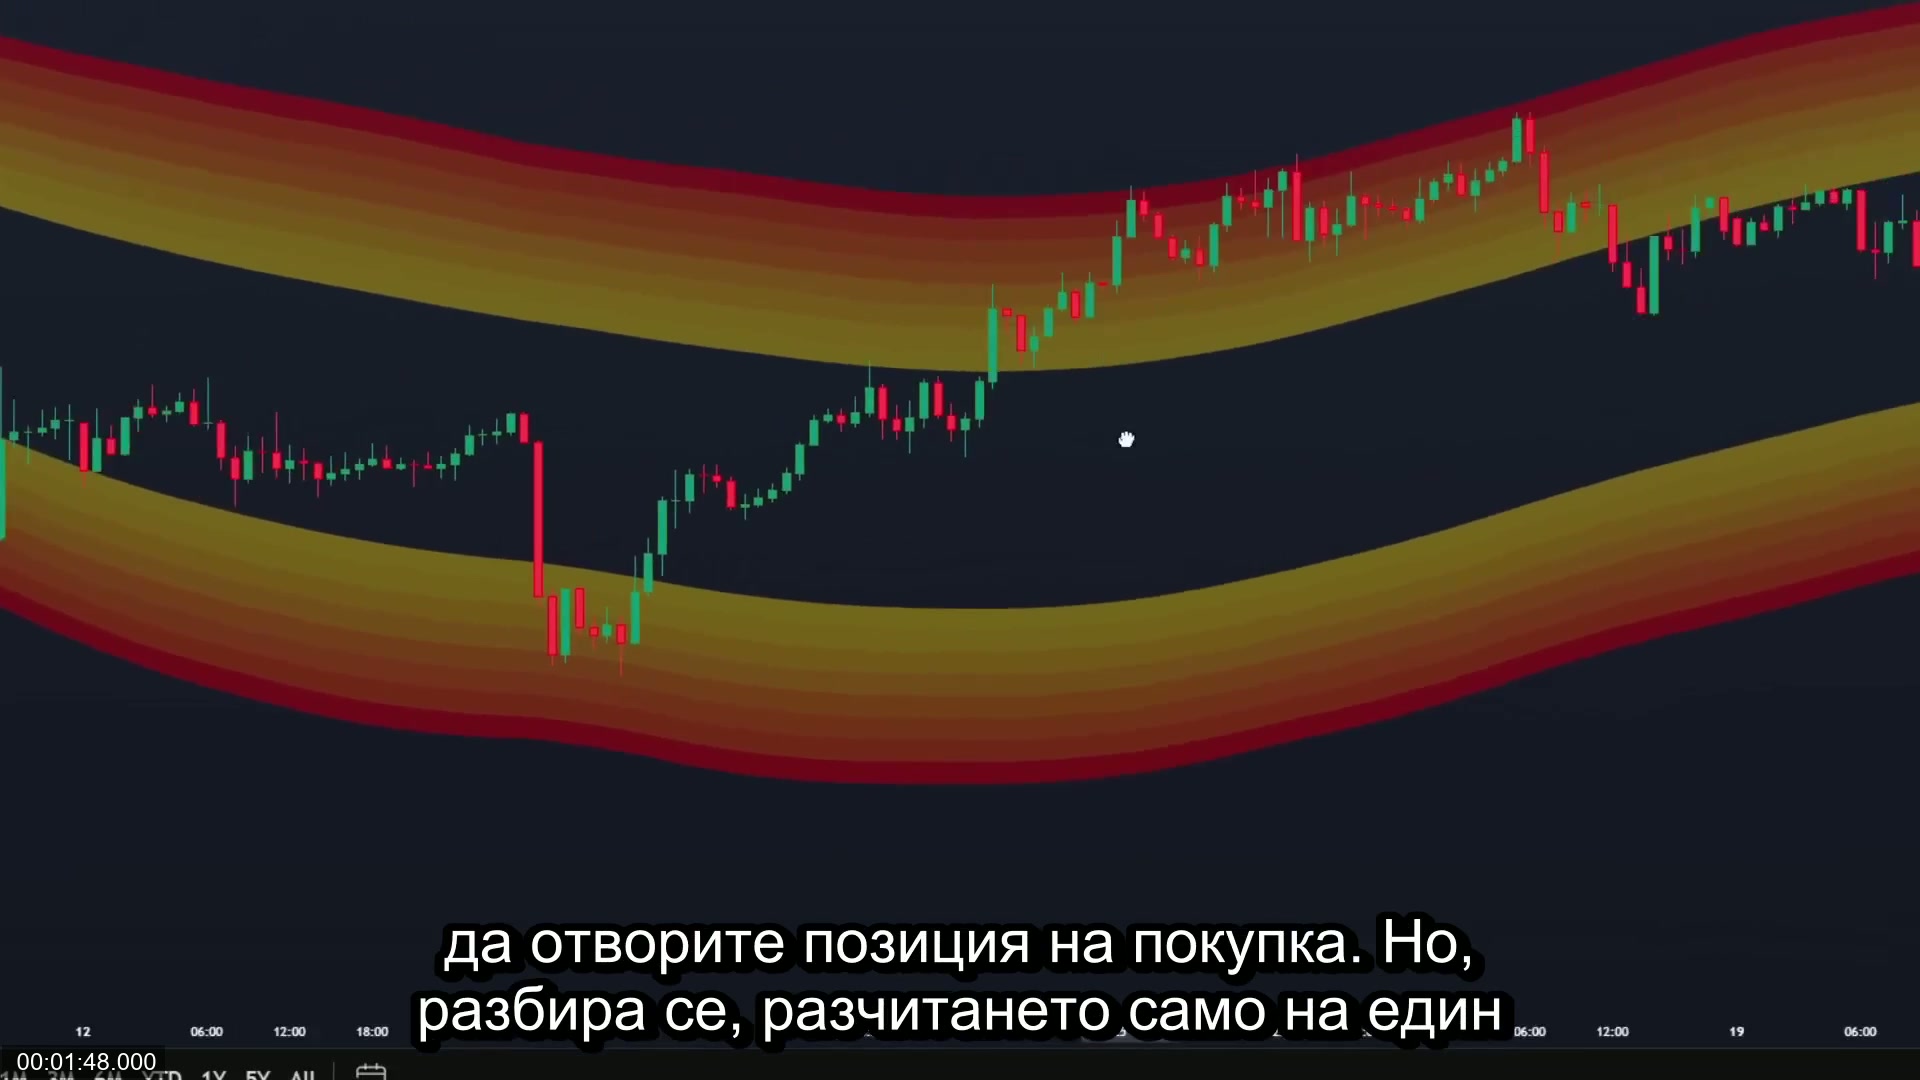 да отворите позиция на покупка. Но,
разбира се, разчитането само на един
12 06:00 12:00 18:00 06:00 12:00 19 06:00
00:01:48.000
YTD 1Y 5Y All